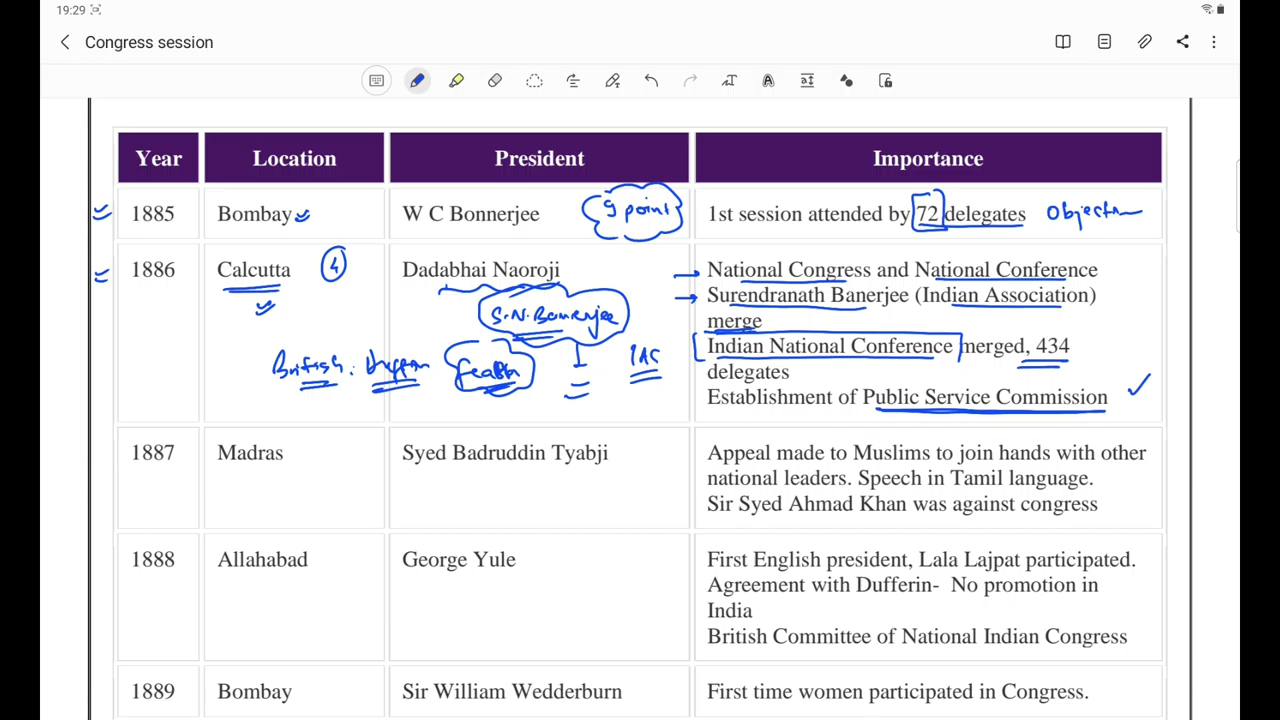 19:29
Congress session
Year Location President Importance
1885 Bombay W C Bonnerjee 9 point 1st session attended by 72 delegates
1886 Calcutta 4 Dadabhai Naoroji National Congress and National Conference
S.N. Banerjee Surendranath Banerjee (Indian Association)
merge
British. Dufferin IAS Indian National Conference merged, 434
delegates
Establishment of Public Service Commission
1887 Madras Syed Badruddin Tyabji Appeal made to Muslims to join hands with other
national leaders. Speech in Tamil language.
Sir Syed Ahmad Khan was against congress
1888 Allahabad George Yule First English president, Lala Lajpat participated.
Agreement with Dufferin- No promotion in
India
British Committee of National Indian Congress
1889 Bombay Sir William Wedderburn First time women participated in Congress.